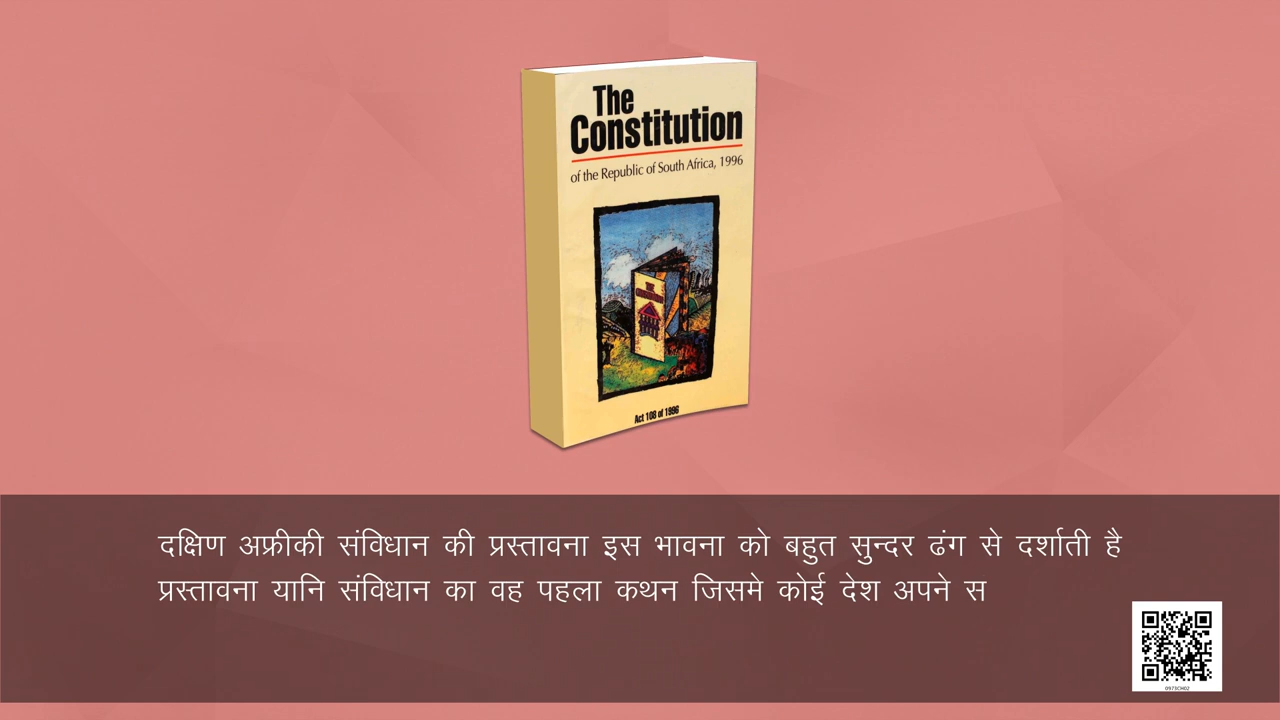 The
Constitution
of the Republic of South Africa, 1996
Act 108 of 1996
दक्षिण अफ्रीकी संविधान की प्रस्तावना इस भावना को बहुत सुन्दर ढंग से दर्शाती है
प्रस्तावना यानि संविधान का वह पहला कथन जिसमे कोई देश अपने स
0973CH02